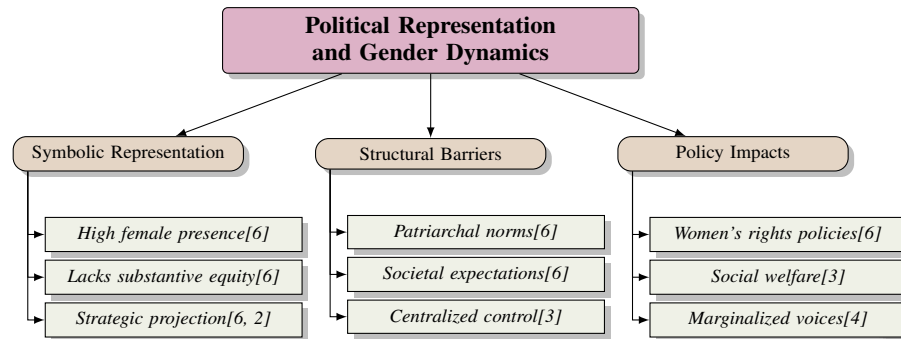 Political Representation
and Gender Dynamics
Symbolic Representation
Structural Barriers
Policy Impacts
High female presence[6]
Lacks substantive equity[6]
Strategic projection[6, 2]
Patriarchal norms[6]
Societal expectations[6]
Centralized control[3]
Women's rights policies[6]
Social welfare[3]
Marginalized voices[4]